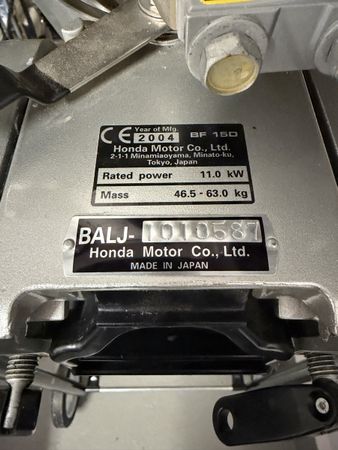 CE Year of Mfg. 2004 BF 15D
Honda Motor Co., Ltd.
2-1-1 Minamiaoyama, Minato-ku,
Tokyo, Japan
Rated power 11.0 kW
Mass 46.5 - 63.0 kg
BALJ- 1010587
Honda Motor Co., Ltd.
MADE IN JAPAN